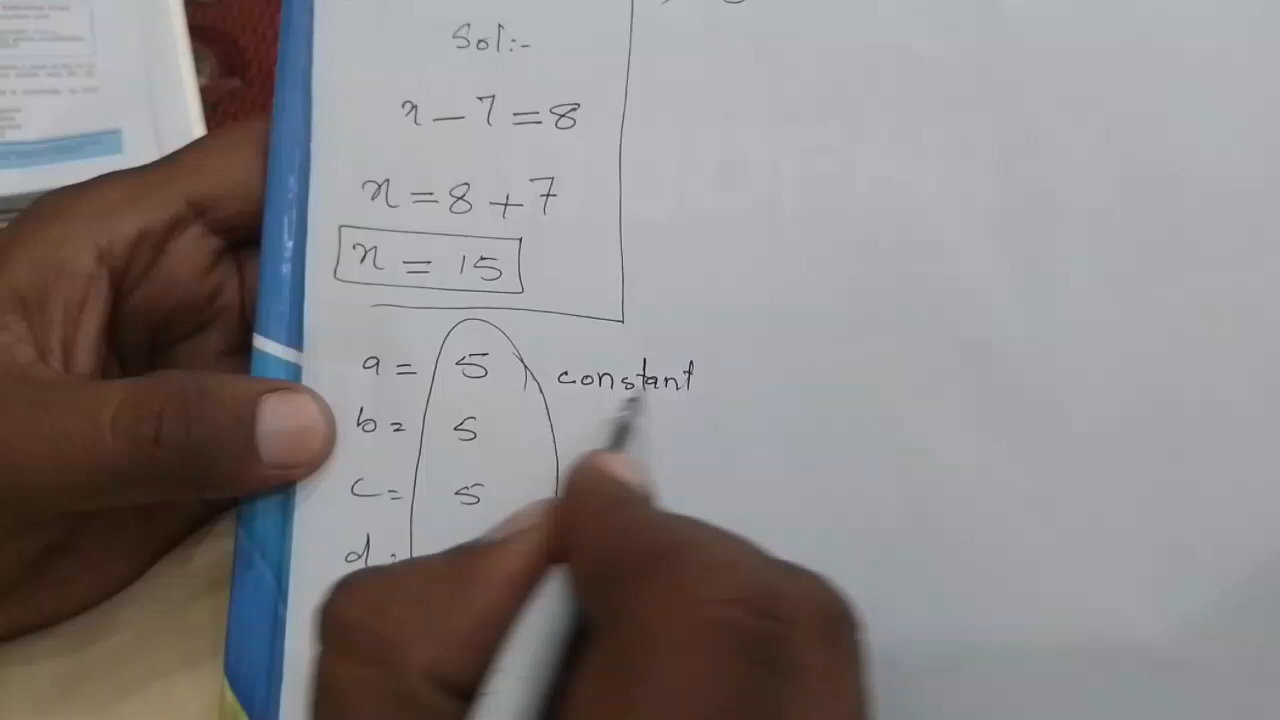 Sol:-
x - 7 = 8
x = 8 + 7
x = 15
a = 5 constant
b = 5
c = 5
d =